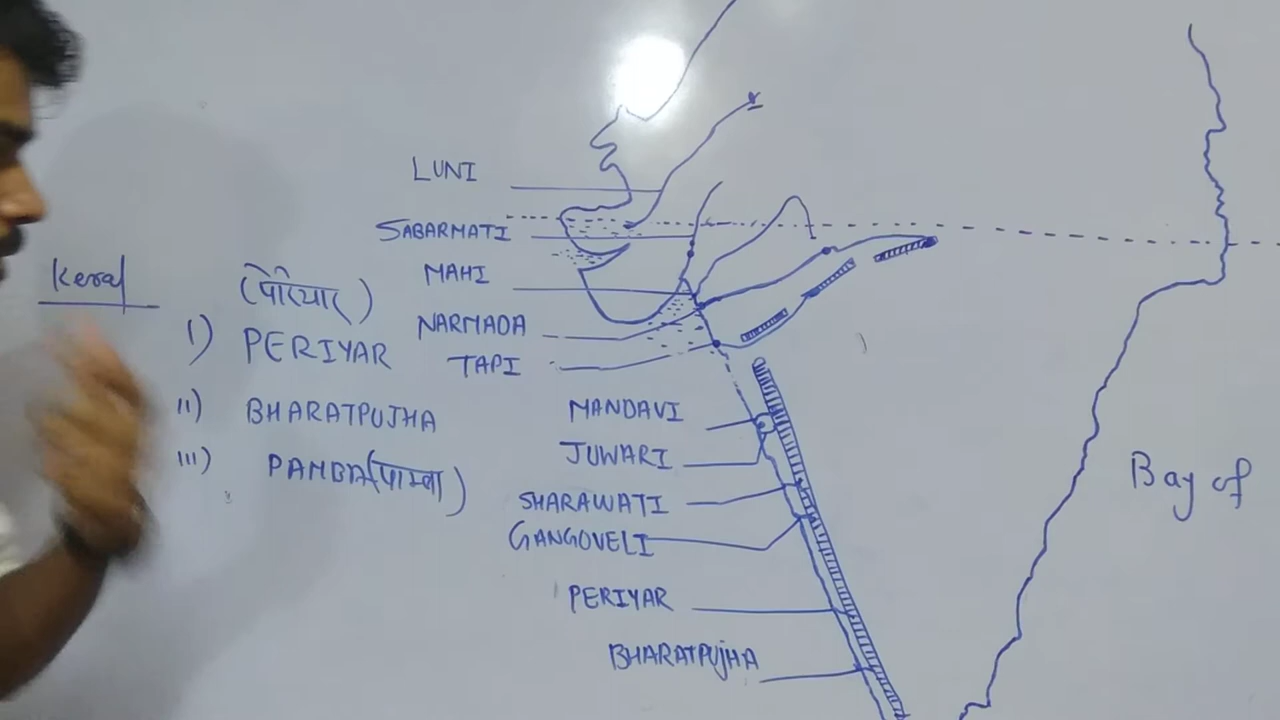 LUNI
SABARMATI
MAHI
NARMADA
TAPI
MANDAVI
JUWARI
SHARAWATI
GANGOVELI
PERIYAR
BHARATPUJHA
Keral
(पेरियार)
I) PERIYAR
II) BHARATPUJHA
III) PAMBA(पाम्बा)
Bay of